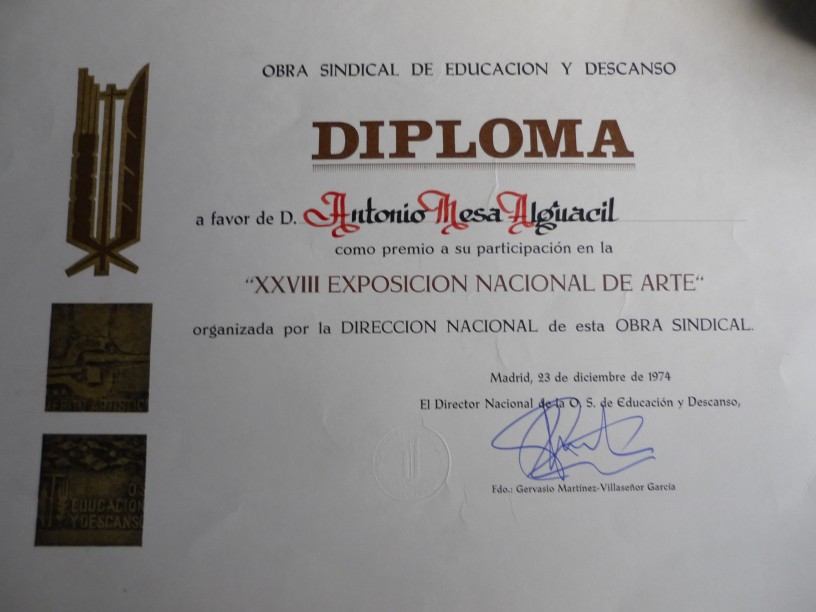 OBRA SINDICAL DE EDUCACION Y DESCANSO
DIPLOMA
a favor de D. Antonio Mesa Alguacil
como premio a su participación en la
“XXVIII EXPOSICION NACIONAL DE ARTE“
organizada por la DIRECCION NACIONAL de esta OBRA SINDICAL.
Madrid, 23 de diciembre de 1974
El Director Nacional de la O. S. de Educación y Descanso,
Fdo.: Gervasio Martínez-Villaseñor García
OS
EDUCACION
Y DESCANSO